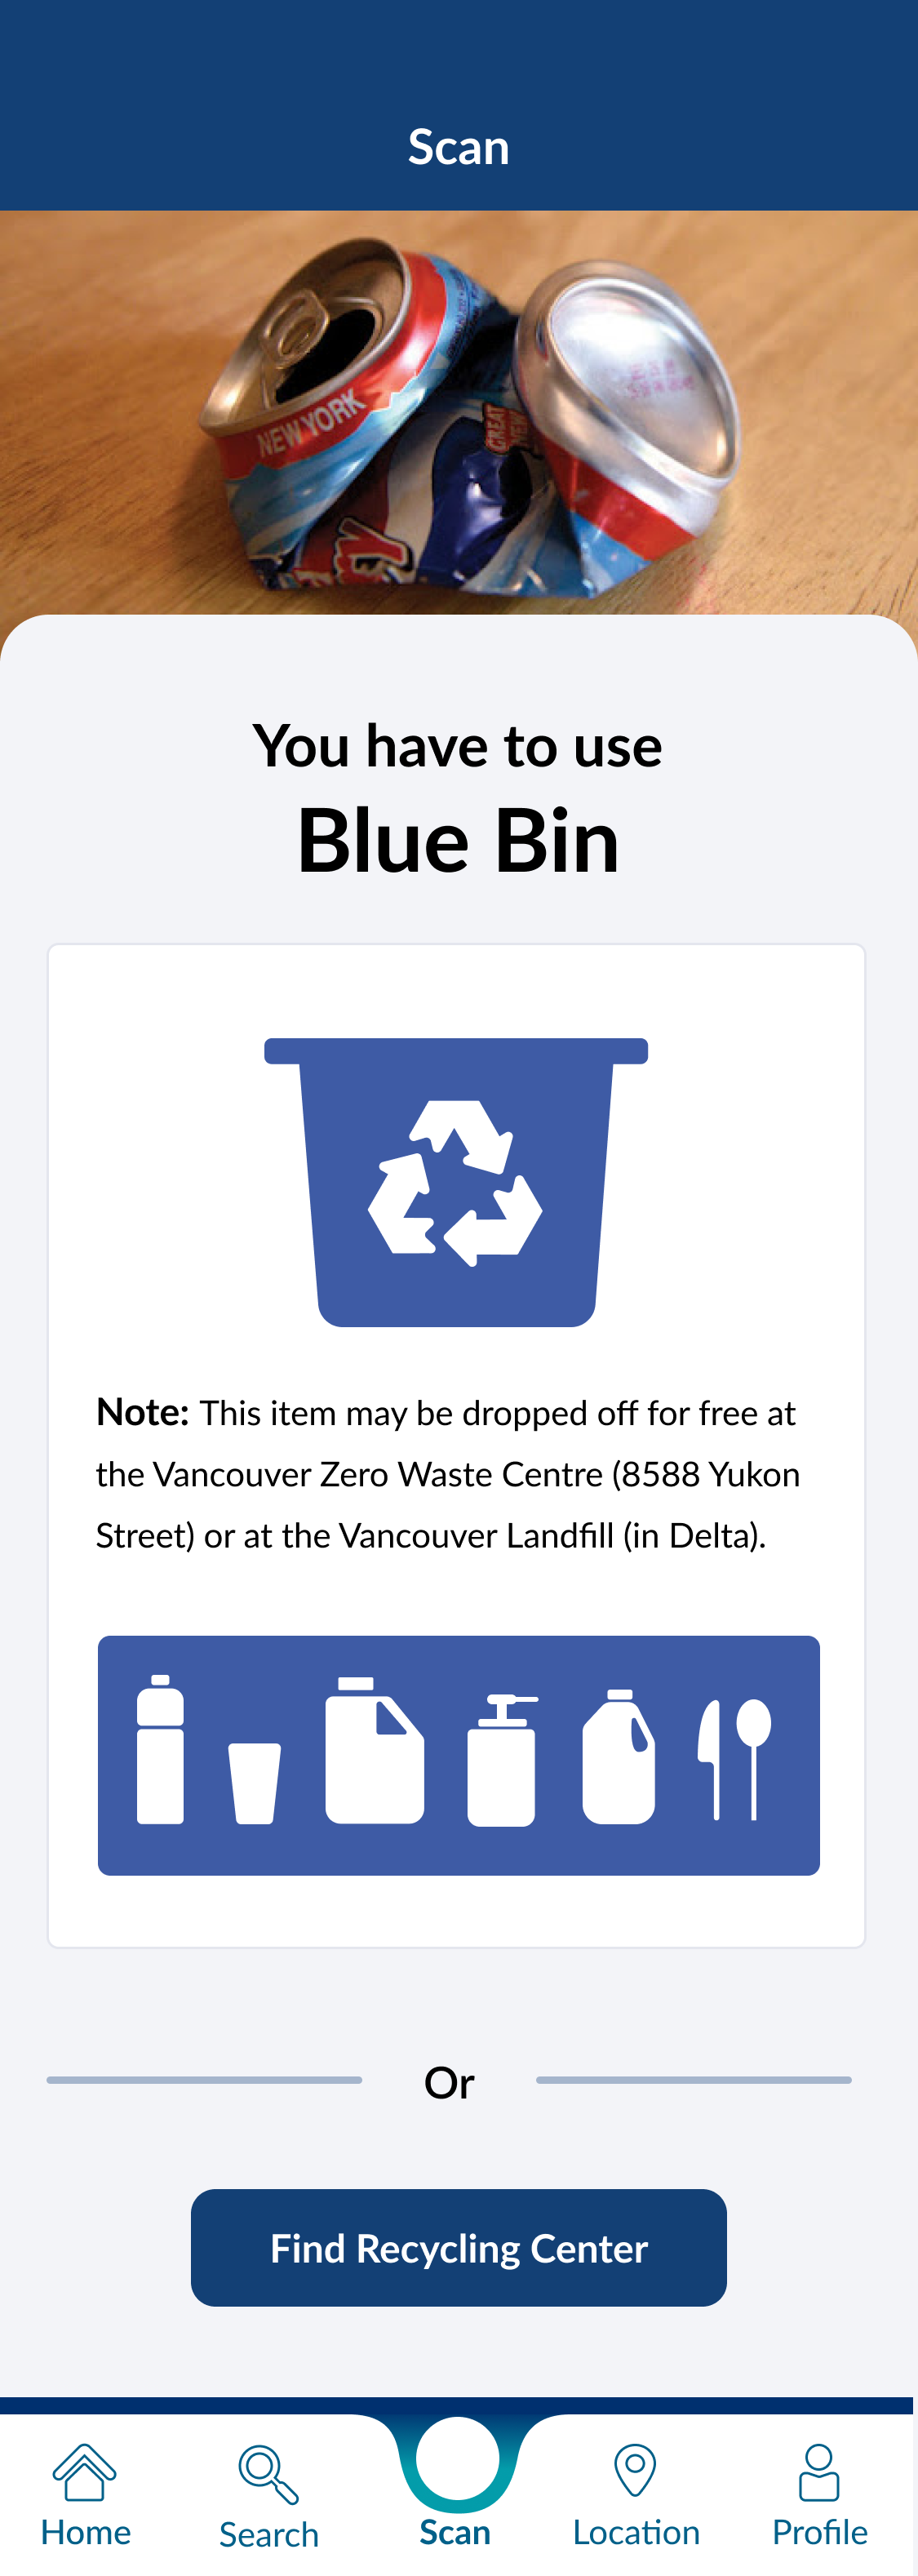 Scan
NEW YORK
GREAT
NEW
You have to use
Blue Bin
Note: This item may be dropped off for free at
the Vancouver Zero Waste Centre (8588 Yukon
Street) or at the Vancouver Landfill (in Delta).
Or
Find Recycling Center
Home
Search
Scan
Location
Profile